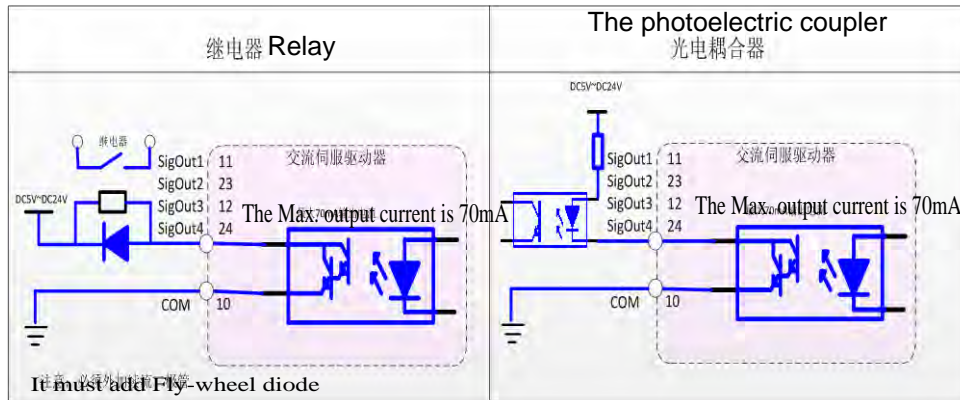 继电器 Relay
The photoelectric coupler
光电耦合器
继电器
DC5V~DC24V
SigOut1 11
SigOut2 23
SigOut3 12
SigOut4 24
COM 10
交流伺服驱动器
The Max. output current is 70mA
It must add Fly-wheel diode
DC5V~DC24V
SigOut1 11
SigOut2 23
SigOut3 12
SigOut4 24
COM 10
交流伺服驱动器
The Max. output current is 70mA